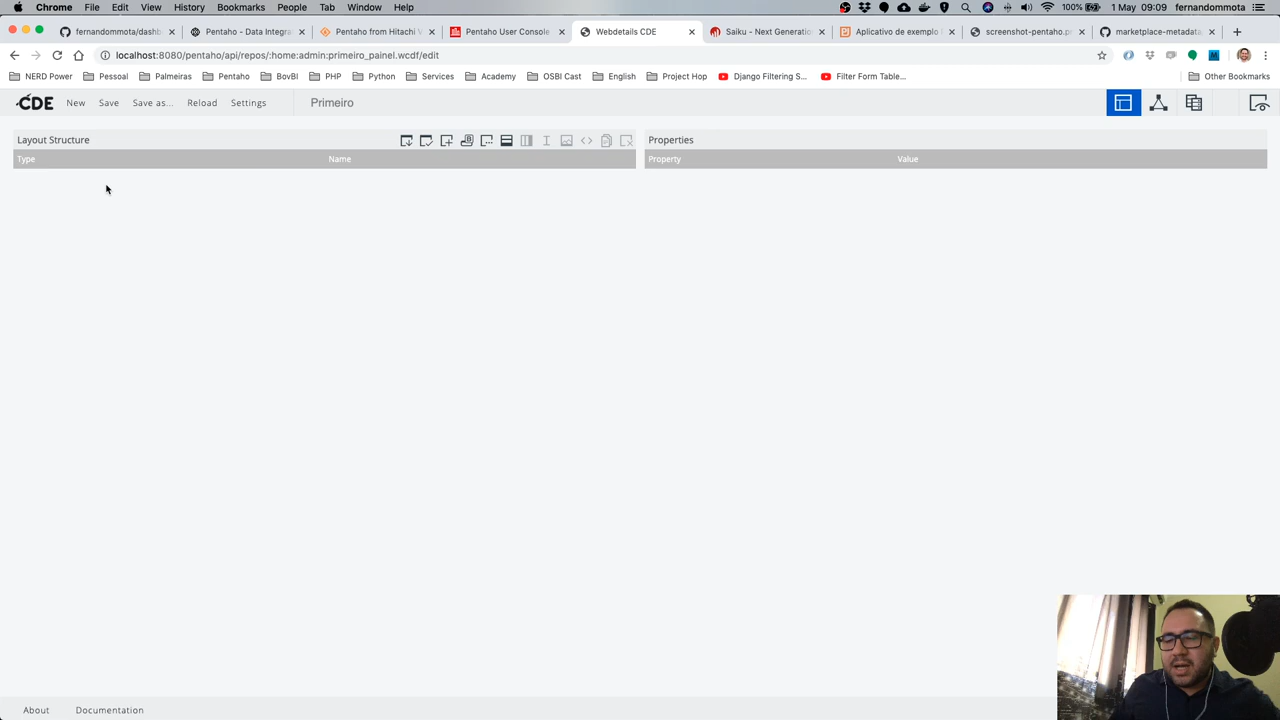 Chrome File Edit View History Bookmarks People Tab Window Help 100% 1 May 09:09 fernandommota
fernandommota/dashb Pentaho - Data Integra Pentaho from Hitachi V Pentaho User Console Webdetails CDE Saiku - Next Generatio Aplicativo de exemplo screenshot-pentaho.pn marketplace-metadata
localhost:8080/pentaho/api/repos/:home:admin:primeiro_painel.wcdf/edit
NERD Power Pessoal Palmeiras Pentaho BovBI PHP Python Services Academy OSBI Cast English Project Hop Django Filtering S... Filter Form Table... Other Bookmarks
CDE New Save Save as... Reload Settings Primeiro
Layout Structure Properties
Type Name Property Value
About Documentation